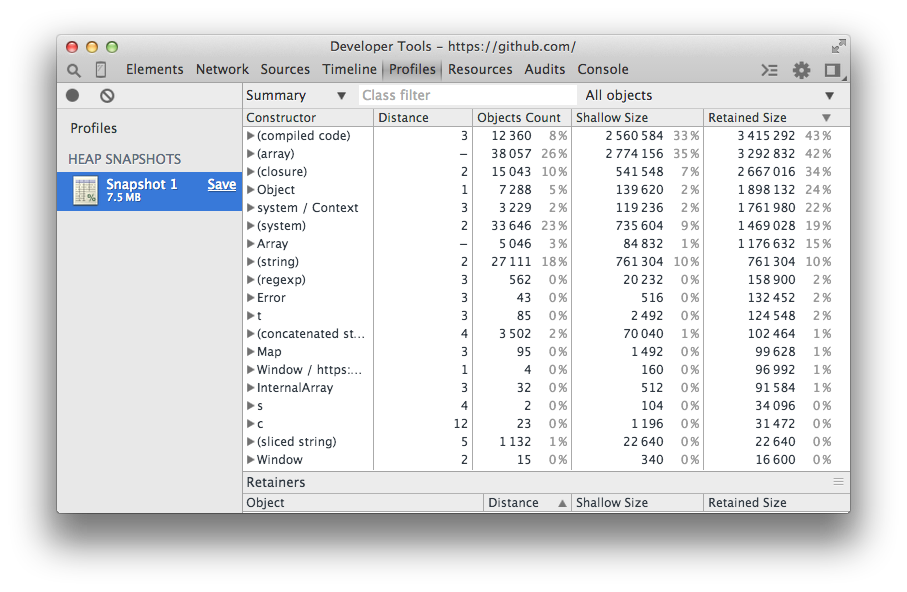 Developer Tools - https://github.com/
Elements Network Sources Timeline Profiles Resources Audits Console
Summary ▼ Class filter All objects ▼
Profiles
HEAP SNAPSHOTS
Snapshot 1 Save
7.5 MB
Constructor Distance Objects Count Shallow Size Retained Size ▼
(compiled code) 3 12 360 8% 2 560 584 33% 3 415 292 43%
(array) – 38 057 26% 2 774 156 35% 3 292 832 42%
(closure) 2 15 043 10% 541 548 7% 2 667 016 34%
Object 1 7 288 5% 139 620 2% 1 898 132 24%
system / Context 3 3 229 2% 119 236 2% 1 761 980 22%
(system) 2 33 646 23% 735 604 9% 1 469 028 19%
Array – 5 046 3% 84 832 1% 1 176 632 15%
(string) 2 27 111 18% 761 304 10% 761 304 10%
(regexp) 3 562 0% 20 232 0% 158 900 2%
Error 3 43 0% 516 0% 132 452 2%
t 3 85 0% 2 492 0% 124 548 2%
(concatenated st... 4 3 502 2% 70 040 1% 102 464 1%
Map 3 95 0% 1 492 0% 99 628 1%
Window / https:... 1 4 0% 160 0% 96 992 1%
InternalArray 3 32 0% 512 0% 91 584 1%
s 4 2 0% 104 0% 34 096 0%
c 12 23 0% 1 196 0% 31 472 0%
(sliced string) 5 1 132 1% 22 640 0% 22 640 0%
Window 2 15 0% 340 0% 16 600 0%
Retainers
Object Distance ▲ Shallow Size Retained Size